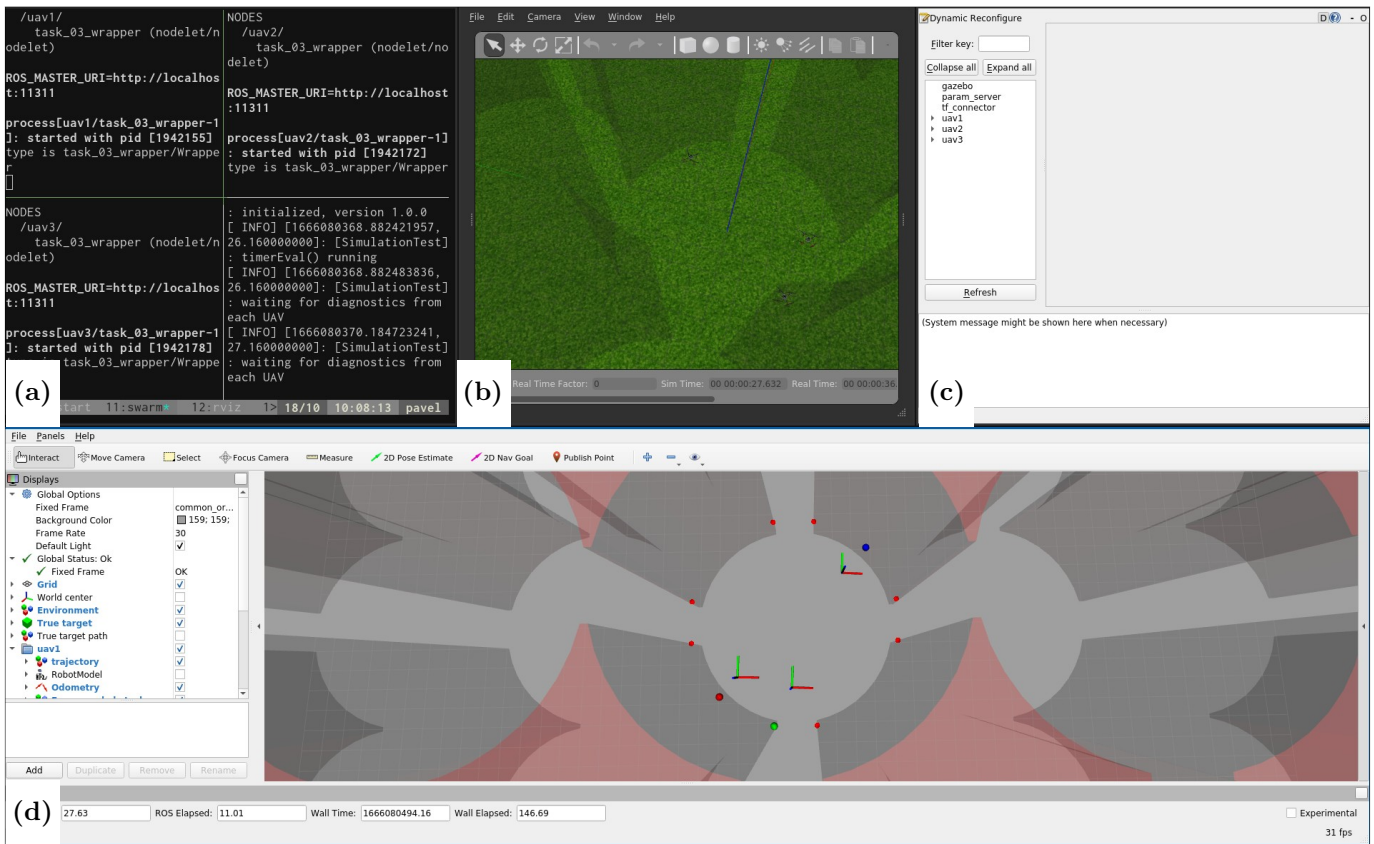 /uav1/
task_03_wrapper (nodelet/n
odelet)
ROS_MASTER_URI=http://localhos
t:11311
process[uav1/task_03_wrapper-1
]: started with pid [1942155]
type is task_03_wrapper/Wrappe
r
NODES
/uav2/
task_03_wrapper (nodelet/no
delet)
ROS_MASTER_URI=http://localhost
:11311
process[uav2/task_03_wrapper-1]
: started with pid [1942172]
type is task_03_wrapper/Wrapper
NODES
/uav3/
task_03_wrapper (nodelet/n
odelet)
ROS_MASTER_URI=http://localhos
t:11311
process[uav3/task_03_wrapper-1
]: started with pid [1942178]
task_03_wrapper/Wrappe
: initialized, version 1.0.0
[ INFO] [1666080368.882421957,
26.160000000]: [SimulationTest]
: timerEval() running
[ INFO] [1666080368.882483836,
26.160000000]: [SimulationTest]
: waiting for diagnostics from
each UAV
[ INFO] [1666080370.184723241,
27.160000000]: [SimulationTest]
: waiting for diagnostics from
each UAV
(a)
start 11:swarm* 12:rviz 1> 18/10 10:08:13 pavel
File Edit Camera View Window Help
(b)
Real Time Factor: 0 Sim Time: 00 00:00:27.632 Real Time: 00 00:00:36.
Dynamic Reconfigure
D - O
Filter key:
Collapse all Expand all
gazebo
param_server
tf_connector
uav1
uav2
uav3
Refresh
(System message might be shown here when necessary)
(c)
File Panels Help
Interact Move Camera Select Focus Camera Measure 2D Pose Estimate 2D Nav Goal Publish Point
Displays
Global Options
Fixed Frame common_or...
Background Color 159; 159;
Frame Rate 30
Default Light
Global Status: Ok
Fixed Frame OK
Grid
World center
Environment
True target
True target path
uav1
trajectory
RobotModel
Odometry
Add Duplicate Remove Rename
(d)
27.63 ROS Elapsed: 11.01 Wall Time: 1666080494.16 Wall Elapsed: 146.69 Experimental
31 fps